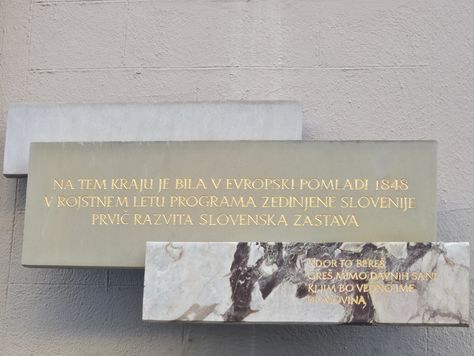 NA TEM KRAJU JE BILA V EVROPSKI POMLADI 1848
V ROJSTNEM LETU PROGRAMA ZEDINJENE SLOVENIJE
PRVIČ RAZVITA SLOVENSKA ZASTAVA
KDOR TO BEREŠ
GREŠ MIMO DAVNIH SANJ
KI JIM BO VEDNO IME
DOMOVINA